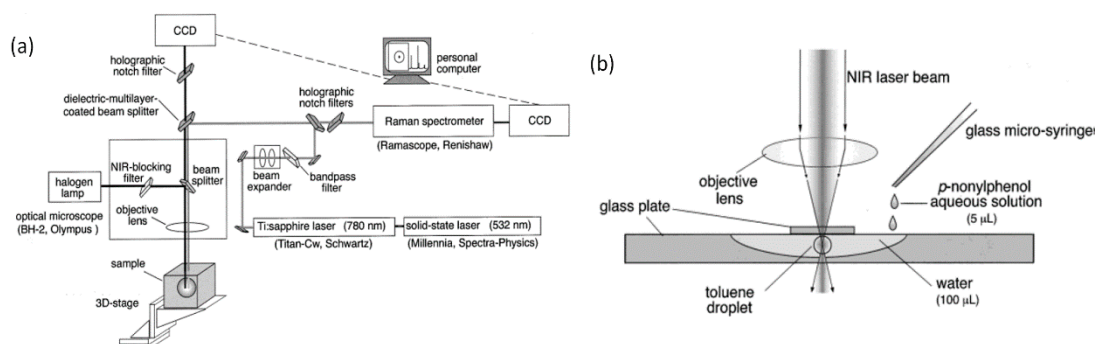 (a)
CCD
holographic
notch filter
dielectric-multilayer-
coated beam splitter
personal
computer
holographic
notch filters
Raman spectrometer
CCD
(Ramascope, Renishaw)
NIR-blocking
filter
beam
splitter
halogen
lamp
optical microscope
(BH-2, Olympus )
objective
lens
beam
expander
bandpass
filter
Ti:sapphire laser (780 nm)
solid-state laser (532 nm)
(Titan-Cw, Schwartz)
(Millennia, Spectra-Physics)
sample
3D-stage
(b)
NIR laser beam
glass micro-syringer
objective
lens
p-nonylphenol
aqueous solution
(5 µL)
glass plate
toluene
droplet
water
(100 µL)